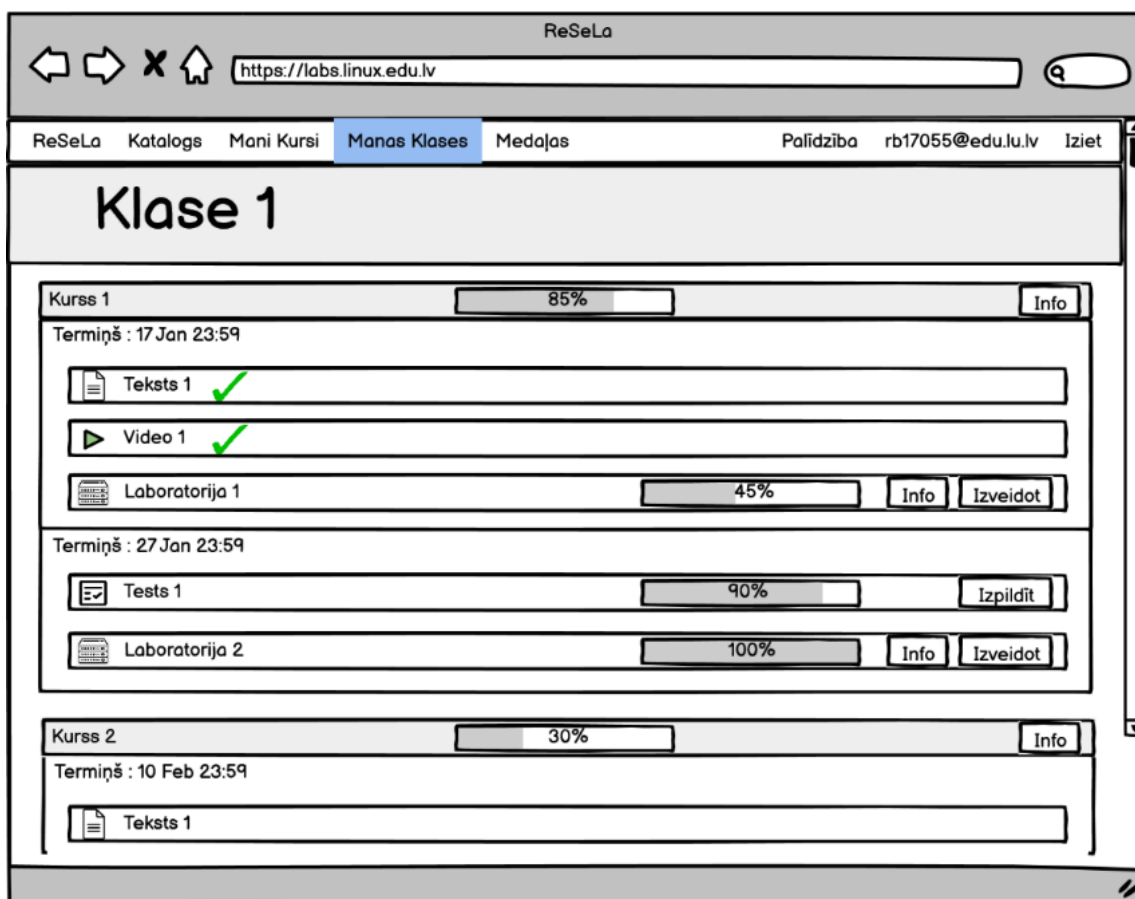 ReSeLa
https://labs.linux.edu.lv
ReSeLa Katalogs Mani Kursi Manas Klases Medaļas Palīdzība rb17055@edu.lu.lv Iziet
Klase 1
Kurss 1 85% Info
Termiņš : 17 Jan 23:59
Teksts 1
Video 1
Laboratorija 1 45% Info Izveidot
Termiņš : 27 Jan 23:59
Tests 1 90% Izpildīt
Laboratorija 2 100% Info Izveidot
Kurss 2 30% Info
Termiņš : 10 Feb 23:59
Teksts 1